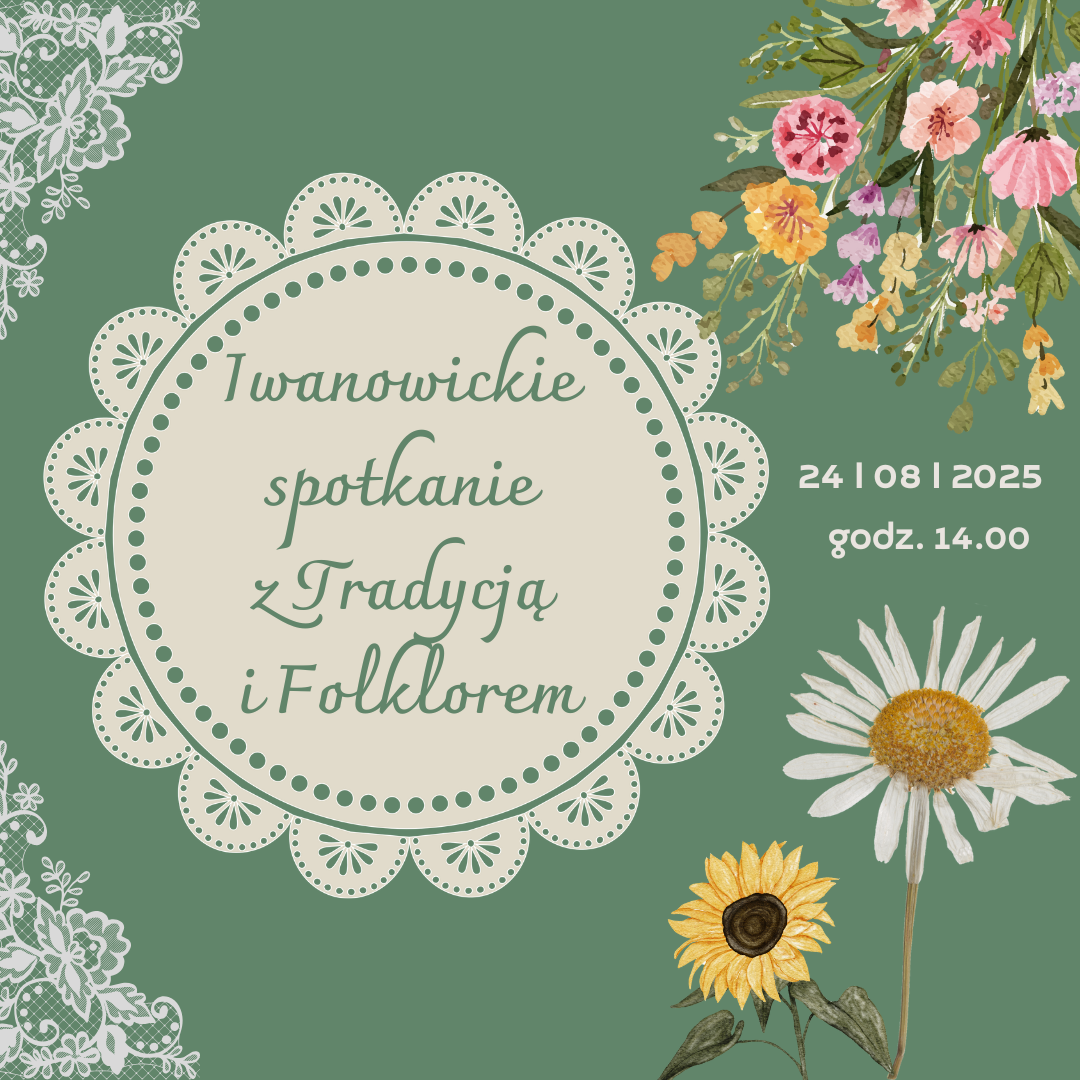 Iwanowickie
spotkanie
z Tradycją
i Folklorem
24 | 08 | 2025
godz. 14.00